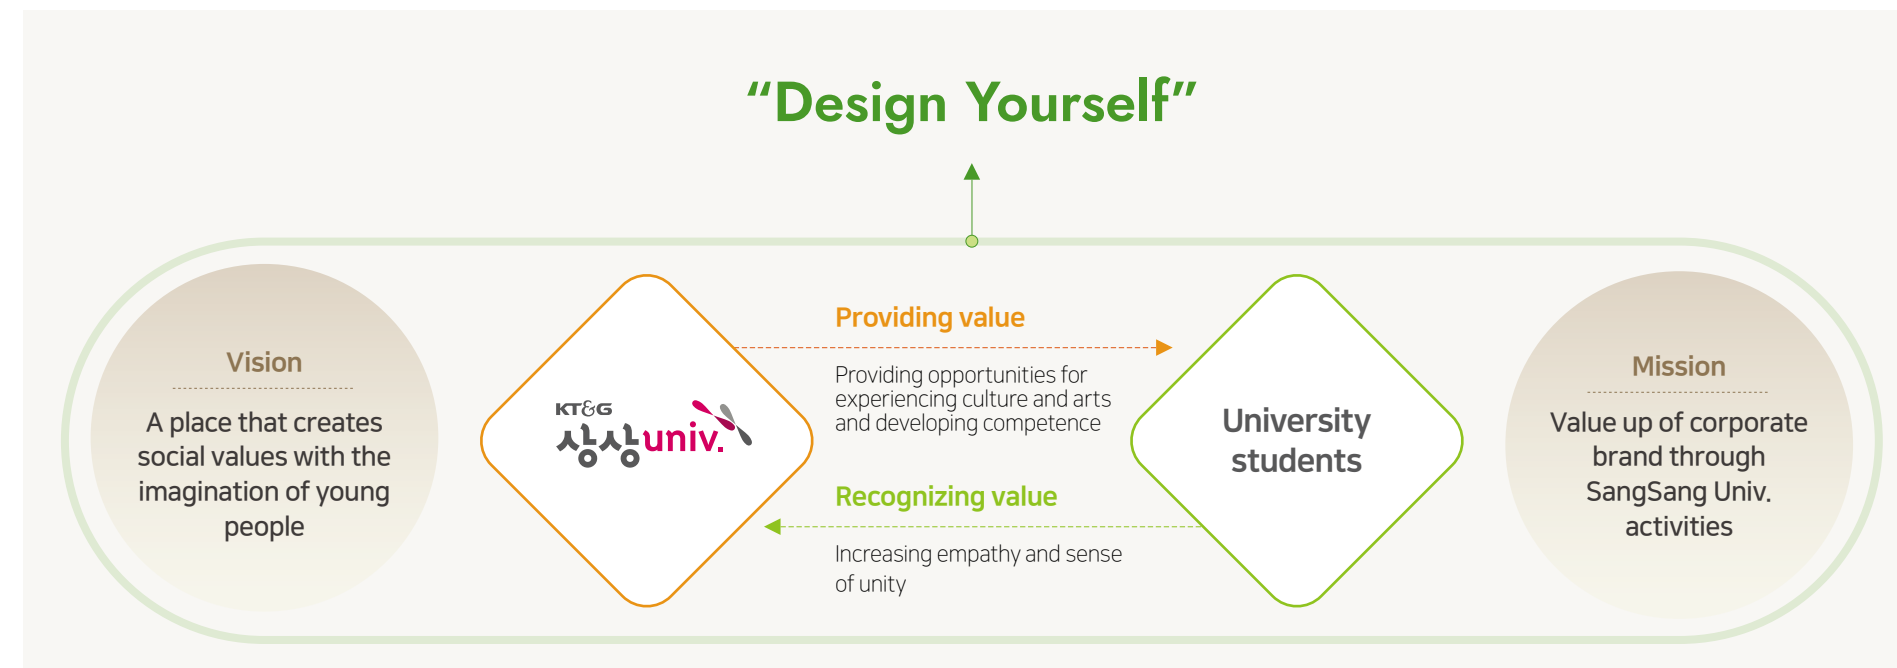 “Design Yourself”
Vision
A place that creates
social values with the
imagination of young
people
KT&G
상상univ.
Providing value
Providing opportunities for
experiencing culture and arts
and developing competence
Recognizing value
Increasing empathy and sense
of unity
University
students
Mission
Value up of corporate
brand through
SangSang Univ.
activities